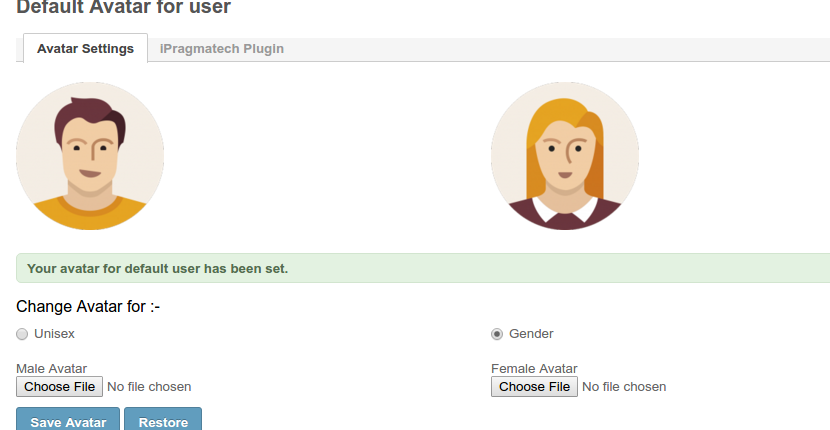 Default Avatar for user
Avatar Settings iPragmatech Plugin
Your avatar for default user has been set.
Change Avatar for :-
Unisex Gender
Male Avatar Female Avatar
Choose File No file chosen Choose File No file chosen
Save Avatar Restore